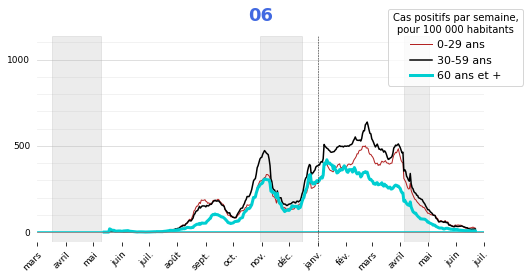 06
Cas positifs par semaine,
pour 100 000 habitants
0-29 ans
30-59 ans
60 ans et +
1000
500
0
mars
avril
mai
juin
juil.
août
sept.
oct.
nov.
déc.
janv.
févr.
mars
avril
mai
juin
juil.